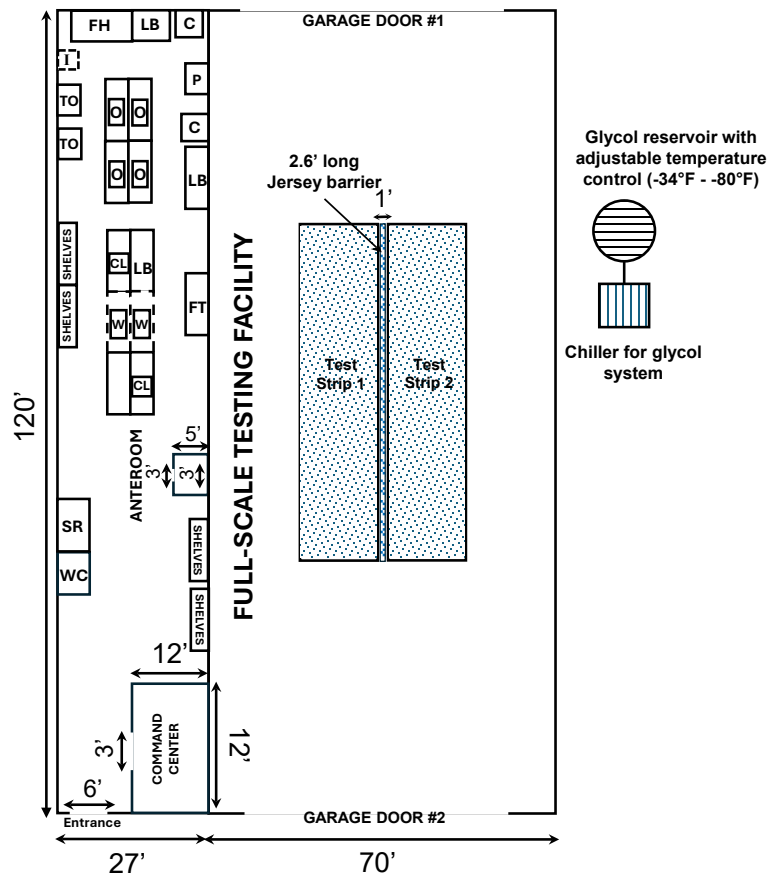 GARAGE DOOR #1
FH
LB
C
I
TO
TO
O
O
O
O
P
C
LB
2.6’ long
Jersey barrier
1’
Glycol reservoir with
adjustable temperature
control (-34°F - -80°F)
Chiller for glycol
system
SHELVES
SHELVES
CL
LB
W
W
CL
FT
FULL-SCALE TESTING FACILITY
Test
Strip 1
Test
Strip 2
120’
ANTEROOM
5’
3’
3’
SR
WC
SHELVES
SHELVES
12’
COMMAND
CENTER
12’
3’
6’
Entrance
GARAGE DOOR #2
27’
70’